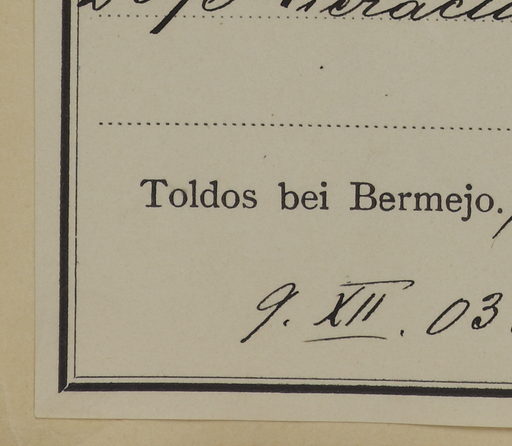 Toldos bei Bermejo.
9. XII. 03.